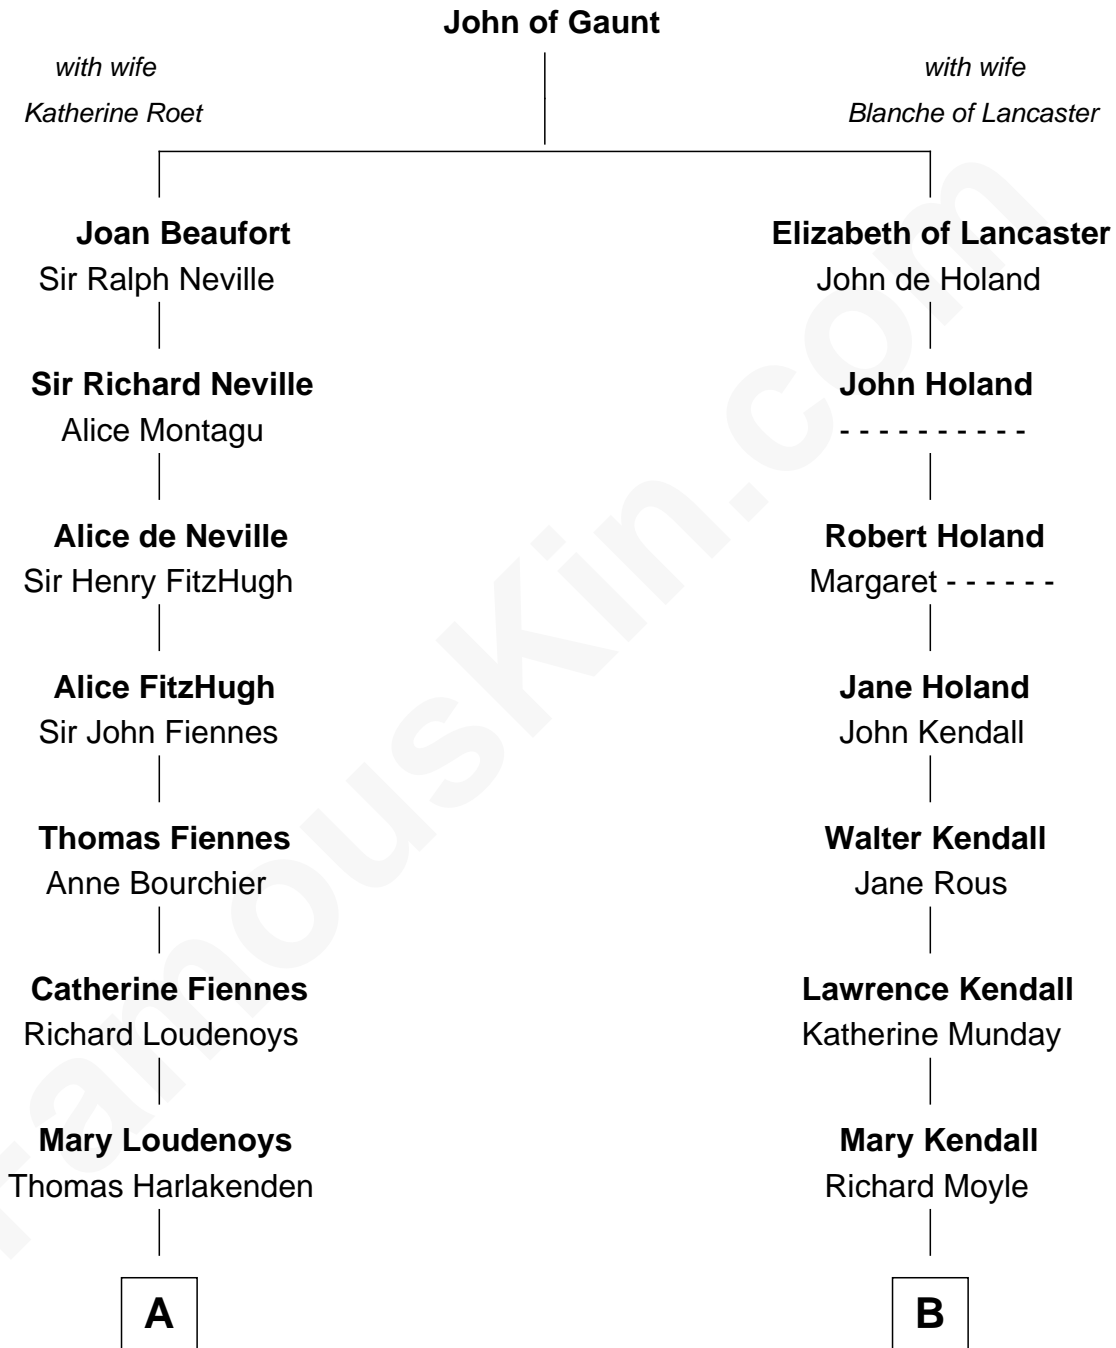 John of Gaunt
with wife
Katherine Roet
with wife
Blanche of Lancaster
Joan Beaufort
Sir Ralph Neville
Elizabeth of Lancaster
John de Holand
Sir Richard Neville
Alice Montagu
John Holand
- - - - - - - - - -
Alice de Neville
Sir Henry FitzHugh
Robert Holand
Margaret - - - - - -
Alice FitzHugh
Sir John Fiennes
Jane Holand
John Kendall
Thomas Fiennes
Anne Bourchier
Walter Kendall
Jane Rous
Catherine Fiennes
Richard Loudenoys
Lawrence Kendall
Katherine Munday
Mary Loudenoys
Thomas Harlakenden
Mary Kendall
Richard Moyle
A
B
FamousKin.com